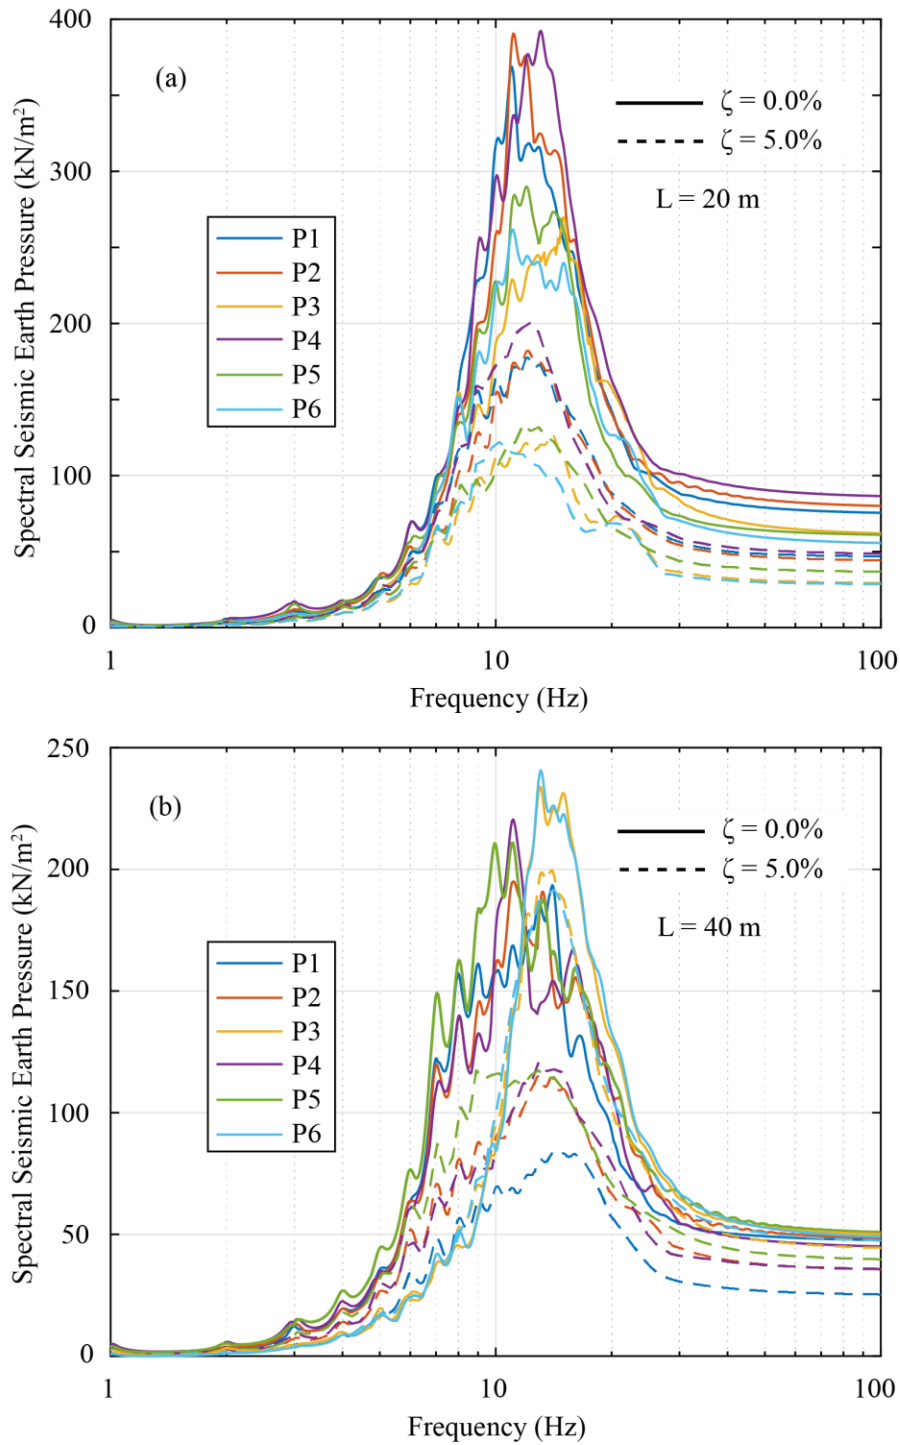 400
(a)
ζ = 0.0%
ζ = 5.0%
300
L = 20 m
P1
P2
P3
P4
P5
P6
200
100
0
1
10
100
Spectral Seismic Earth Pressure (kN/m²)
Frequency (Hz)
250
(b)
ζ = 0.0%
ζ = 5.0%
200
L = 40 m
P1
P2
P3
P4
P5
P6
150
100
50
0
1
10
100
Spectral Seismic Earth Pressure (kN/m²)
Frequency (Hz)